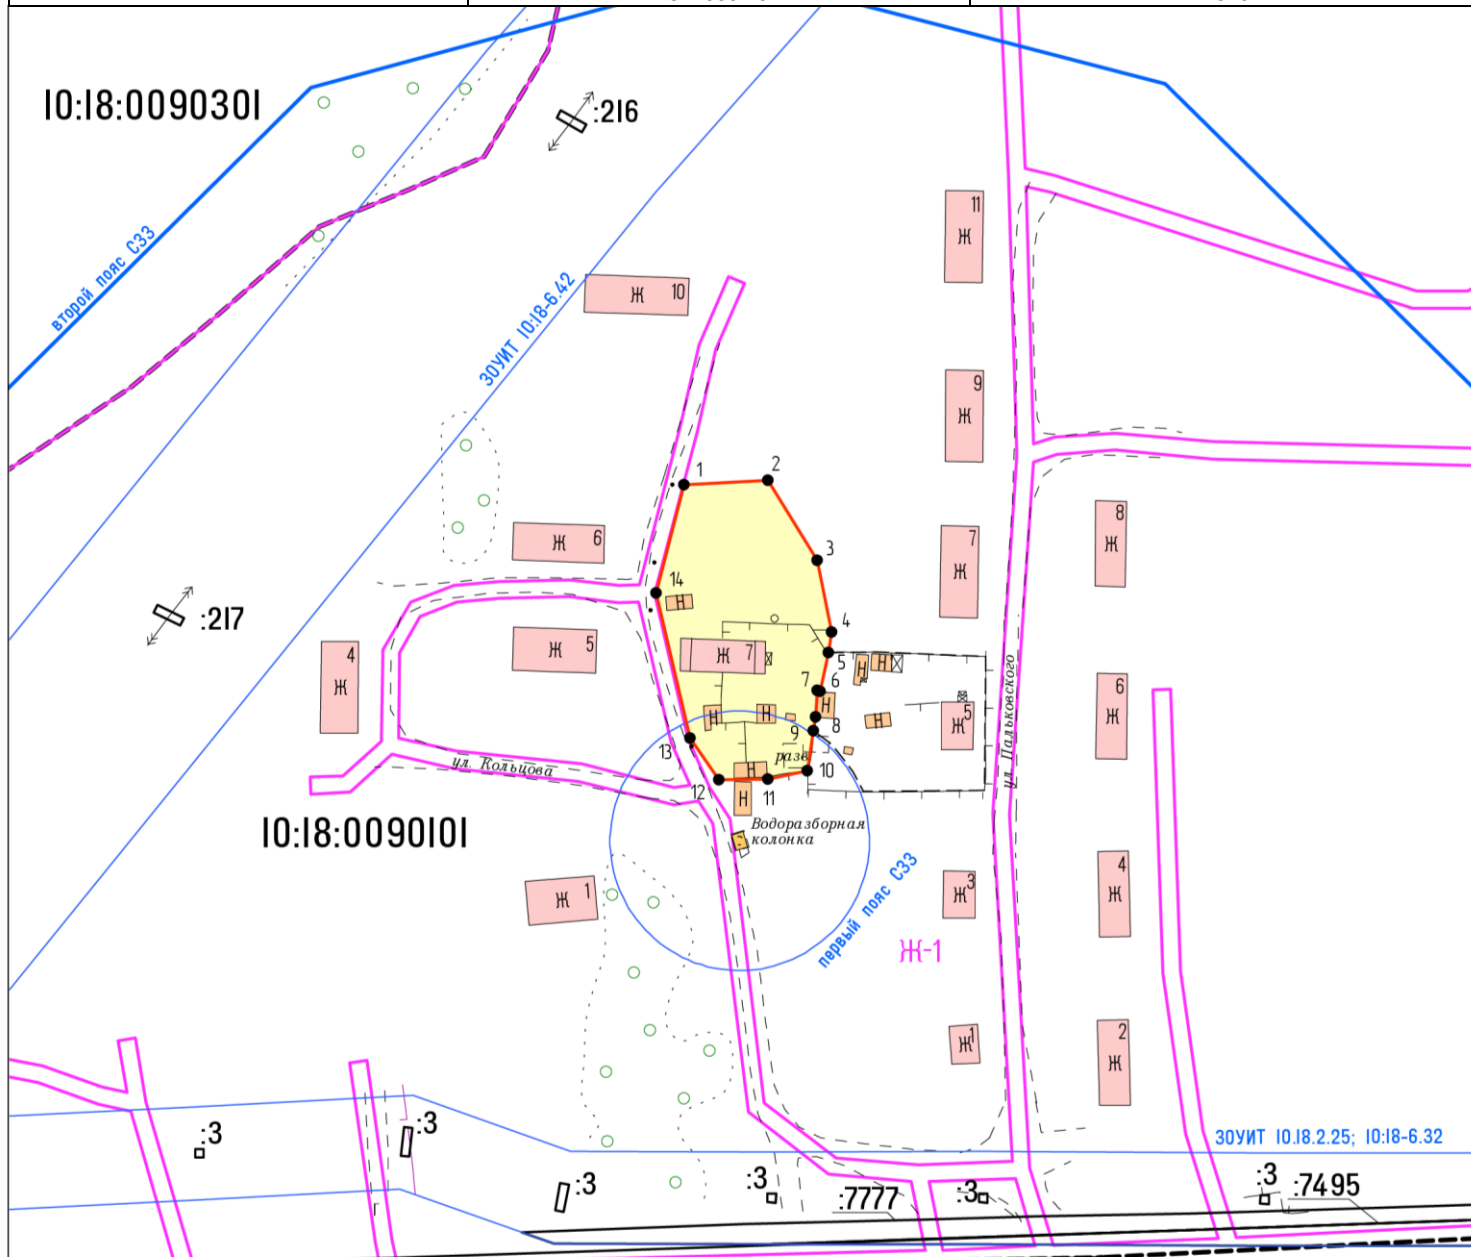 10:18:0090301
:216
второй пояс СЗЗ
ЗОУИТ 10:18-6.42
Ж 11
Ж 10
Ж 9
1
2
Ж 6
3
Ж 7
Ж 8
14
Н
:217
4
Ж 4
Ж 5
Ж 7
5
Н
Н
7
6
Н
Н
Н
Н
8
9
Ж 5
Ж 6
ул. Пальковского
13
разв
ул. Кольцова
Н
10
12
Н
11
10:18:0090101
Водоразборная
колонка
первый пояс СЗЗ
Ж 1
Ж 3
Ж 4
Ж-1
Ж 1
Ж 2
:3
:3
ЗОУИТ 10.18.2.25; 10:18-6.32
:3
:3
:7777
:3
:3
:7495
Г